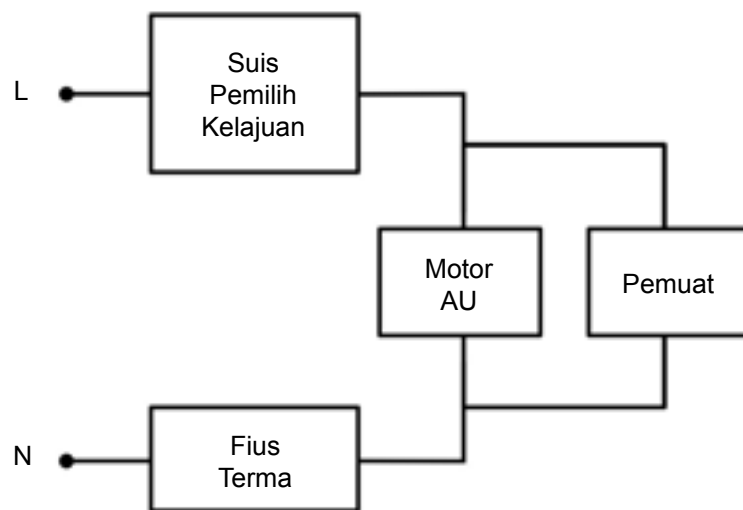 L
Suis
Pemilih
Kelajuan
Motor
AU
Pemuat
N
Fius
Terma